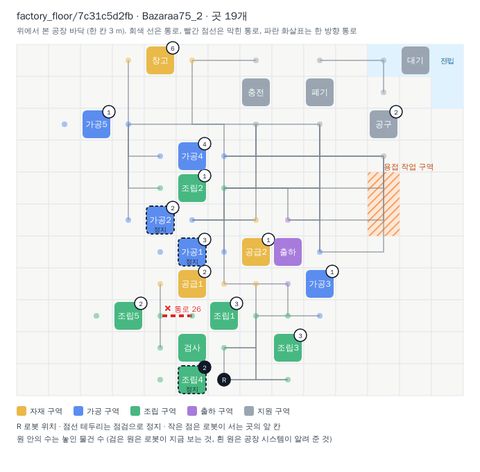 factory_floor/7c31c5d2fb · Bazaraa75_2 · 곳 19개
위에서 본 공장 바닥 (한 칸 3 m). 회색 선은 통로, 빨간 점선은 막힌 통로, 파란 화살표는 한 방향 통로
창고 6
대기
전입
충전
폐기
가공5 1
공구 2
가공4 4
용접 작업 구역
조립2 1
가공2 2
정지
가공1 3
정지
공급2 1
출하
공급1 2
가공3 1
조립5 2
✖ 통로 26
조립1 3
검사
조립3 3
조립4 2
정지
R
자재 구역
가공 구역
조립 구역
출하 구역
지원 구역
R 로봇 위치 · 점선 테두리는 점검으로 정지 · 작은 점은 로봇이 서는 곳의 앞 칸
원 안의 수는 놓인 물건 수 (검은 원은 로봇이 지금 보는 것, 흰 원은 공장 시스템이 알려 준 것)